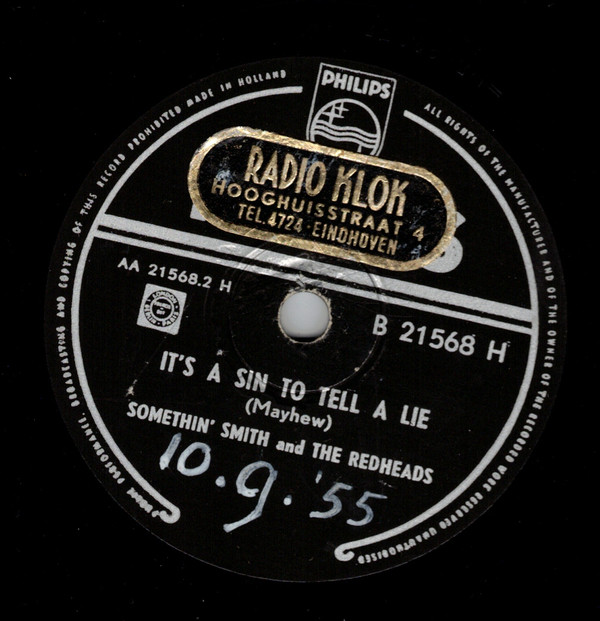 PHILIPS
RADIO KLOK
HOOGHUISSTRAAT 4
TEL. 4724 - EINDHOVEN
AA 21568.2 H
B 21568 H
IT'S A SIN TO TELL A LIE
(Mayhew)
SOMETHIN' SMITH and THE REDHEADS
10.9.'55
ALL RIGHTS OF THE MANUFACTURER AND OF THE OWNER OF THE RECORDED WORK RESERVED UNAUTHORISED
PUBLIC PERFORMANCE, BROADCASTING AND COPYING OF THIS RECORD PROHIBITED MADE IN HOLLAND